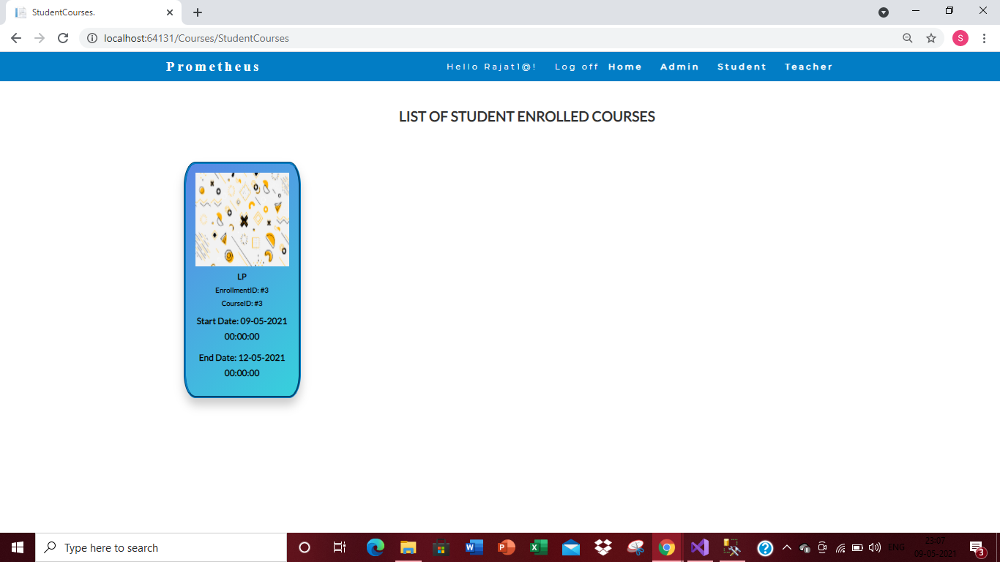 StudentCourses.
localhost:64131/Courses/StudentCourses
S
Prometheus
Hello Rajat1@! Log off Home Admin Student Teacher
LIST OF STUDENT ENROLLED COURSES
LP
EnrollmentID: #3
CourseID: #3
Start Date: 09-05-2021
00:00:00
End Date: 12-05-2021
00:00:00
Type here to search
ENG
23:07
09-05-2021
3